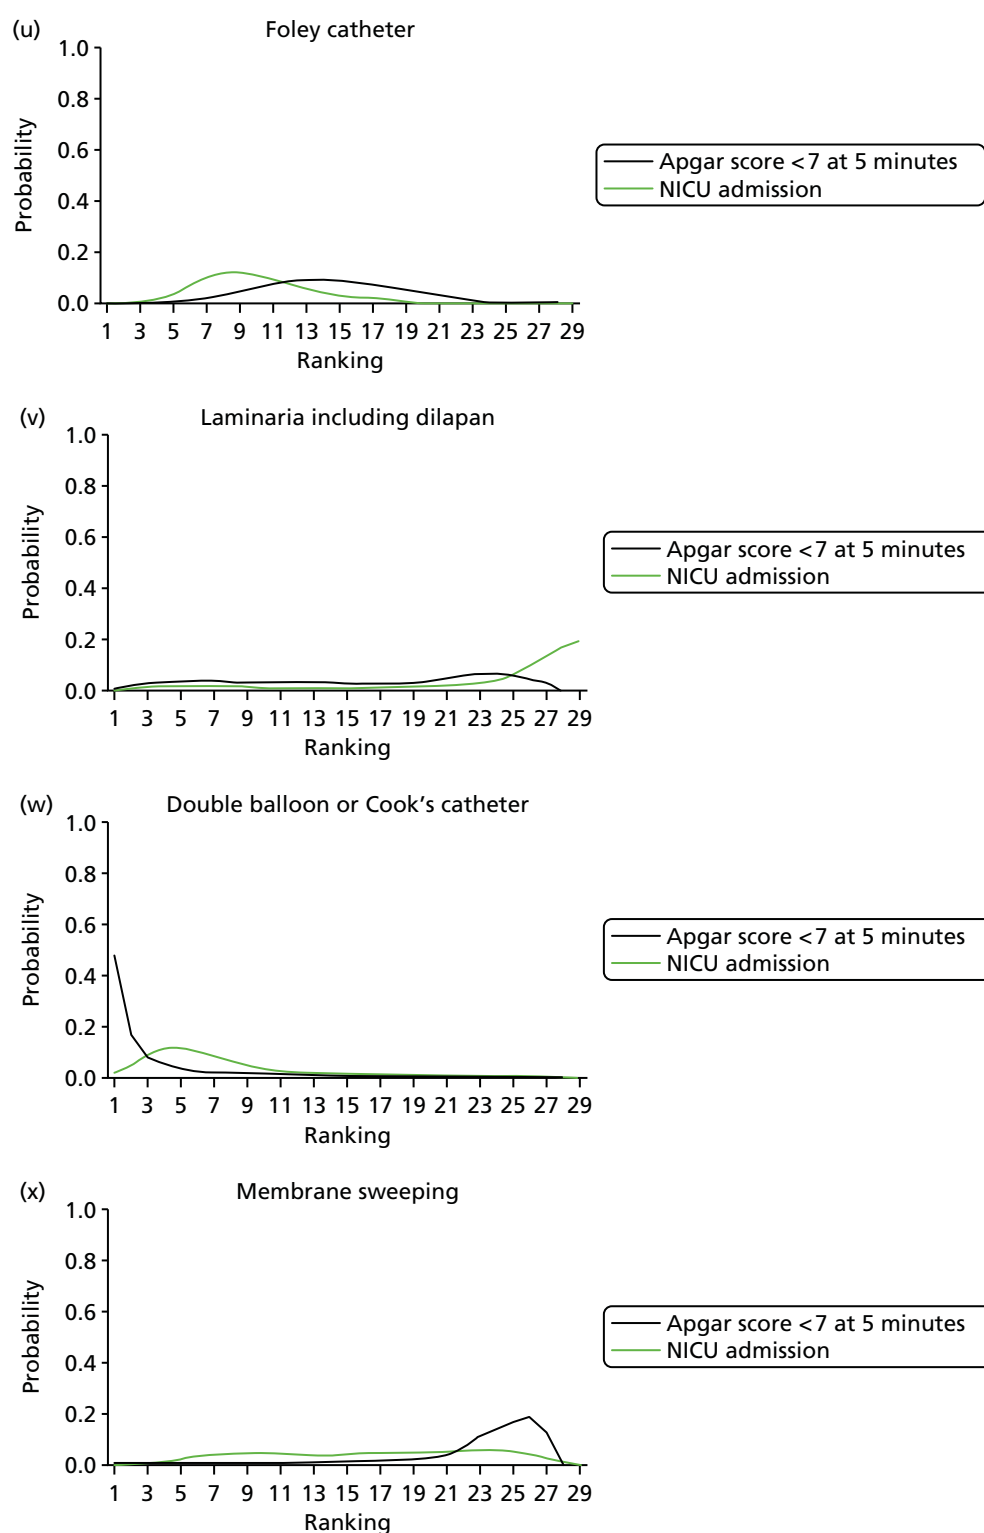 (u)
Foley catheter
1.0
0.8
0.6
0.4
0.2
0.0
Probability
1 3 5 7 9 11 13 15 17 19 21 23 25 27 29
Ranking
Apgar score <7 at 5 minutes
NICU admission
(v)
Laminaria including dilapan
1.0
0.8
0.6
0.4
0.2
0.0
Probability
1 3 5 7 9 11 13 15 17 19 21 23 25 27 29
Ranking
Apgar score <7 at 5 minutes
NICU admission
(w)
Double balloon or Cook’s catheter
1.0
0.8
0.6
0.4
0.2
0.0
Probability
1 3 5 7 9 11 13 15 17 19 21 23 25 27 29
Ranking
Apgar score <7 at 5 minutes
NICU admission
(x)
Membrane sweeping
1.0
0.8
0.6
0.4
0.2
0.0
Probability
1 3 5 7 9 11 13 15 17 19 21 23 25 27 29
Ranking
Apgar score <7 at 5 minutes
NICU admission